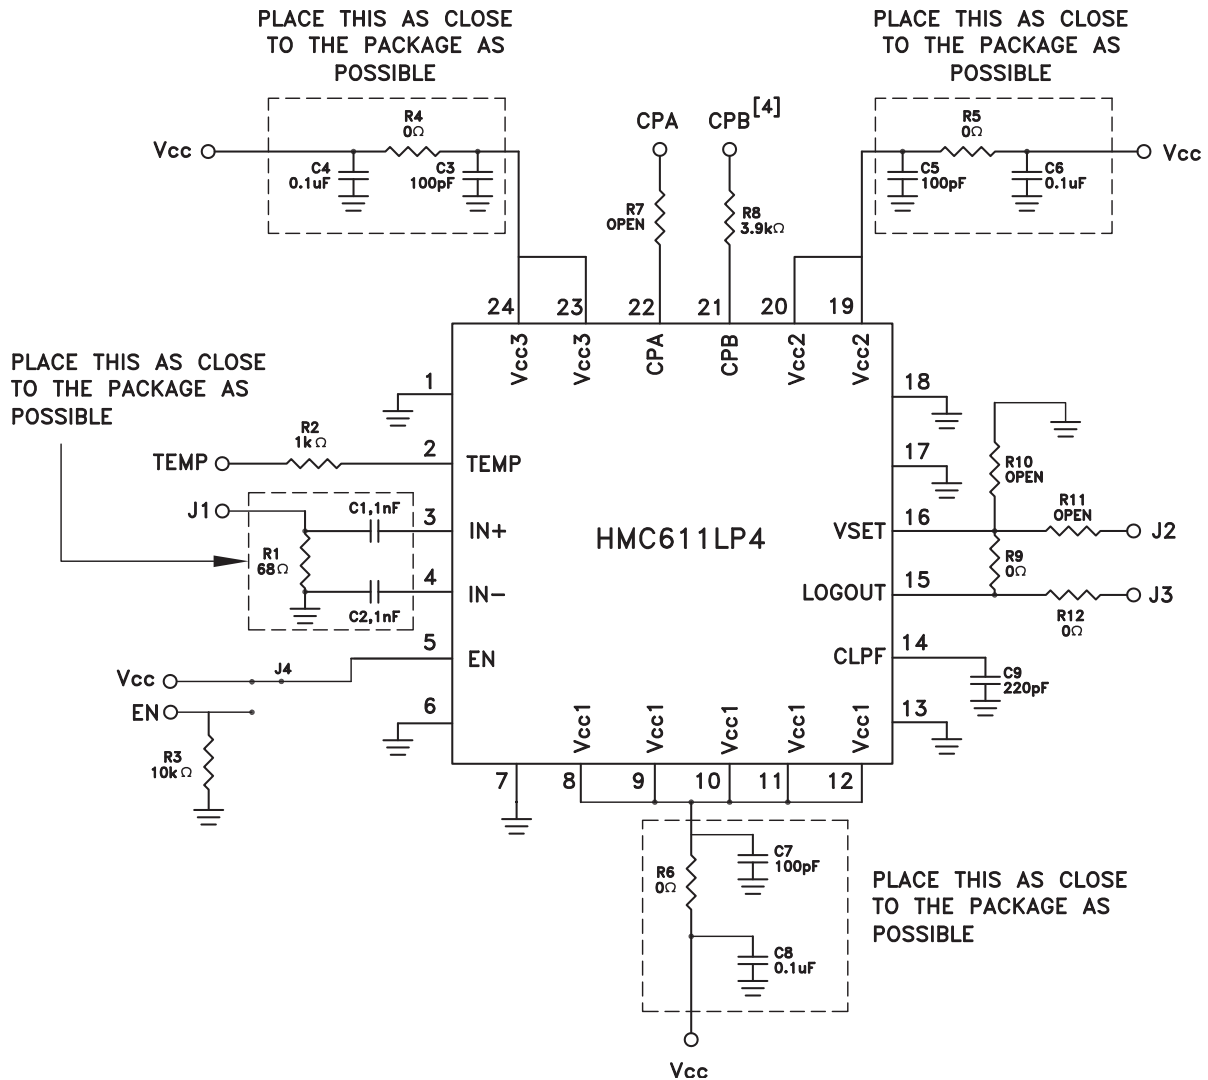 PLACE THIS AS CLOSE
TO THE PACKAGE AS
POSSIBLE
PLACE THIS AS CLOSE
TO THE PACKAGE AS
POSSIBLE
Vcc
R4
0Ω
C4
0.1uF
C3
100pF
CPA
CPB[4]
R7
OPEN
R8
3.9kΩ
R5
0Ω
C5
100pF
C6
0.1uF
Vcc
24
23
22
21
20
19
Vcc3
Vcc3
CPA
CPB
Vcc2
Vcc2
PLACE THIS AS CLOSE
TO THE PACKAGE AS
POSSIBLE
1
TEMP
R2
1kΩ
2
TEMP
J1
C1,1nF
3
IN+
R1
68Ω
4
IN-
C2,1nF
5
EN
Vcc
J4
EN
6
R3
10kΩ
HMC611LP4
18
17
R10
OPEN
R11
OPEN
16
VSET
J2
R9
0Ω
15
LOGOUT
J3
R12
0Ω
14
CLPF
C9
220pF
13
Vcc1
Vcc1
Vcc1
Vcc1
Vcc1
7
8
9
10
11
12
R6
0Ω
C7
100pF
C8
0.1uF
PLACE THIS AS CLOSE
TO THE PACKAGE AS
POSSIBLE
Vcc